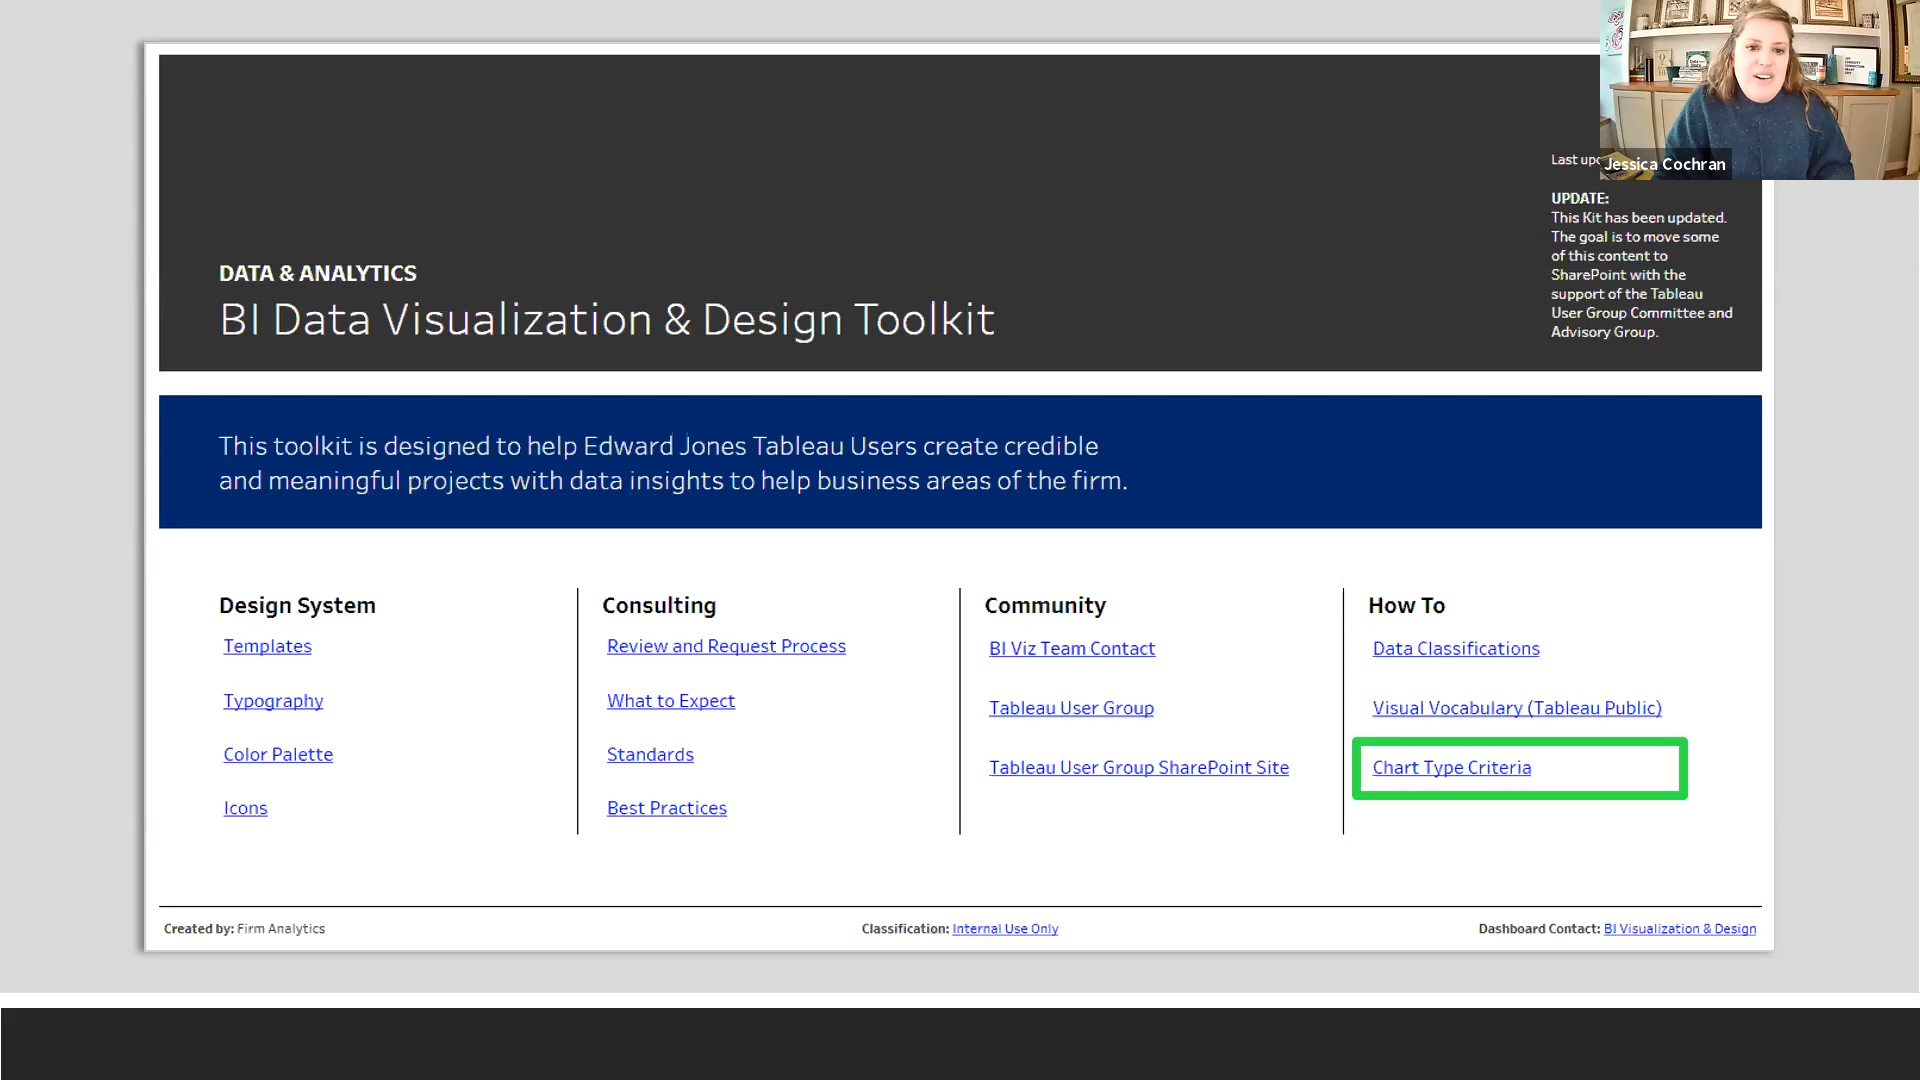 Jessica Cochran
Last
UPDATE:
This Kit has been updated.
The goal is to move some
of this content to
SharePoint with the
support of the Tableau
User Group Committee and
Advisory Group.
DATA & ANALYTICS
BI Data Visualization & Design Toolkit
This toolkit is designed to help Edward Jones Tableau Users create credible
and meaningful projects with data insights to help business areas of the firm.
Design System
Templates
Typography
Color Palette
Icons
Consulting
Review and Request Process
What to Expect
Standards
Best Practices
Community
BI Viz Team Contact
Tableau User Group
Tableau User Group SharePoint Site
How To
Data Classifications
Visual Vocabulary (Tableau Public)
Chart Type Criteria
Created by: Firm Analytics
Classification: Internal Use Only
Dashboard Contact: BI Visualization & Design